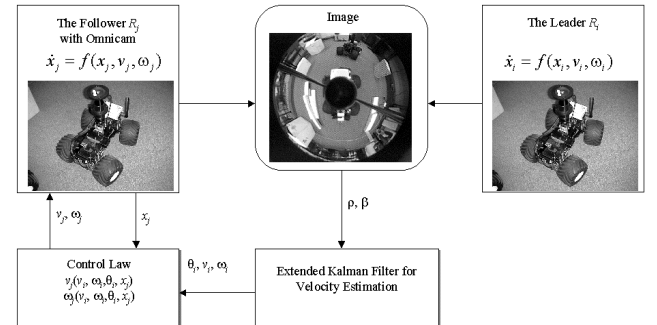 The Follower Rj
with Omnicam
ẋj = f(xj, vj, ωj)
Image
The Leader Ri
ẋi = f(xi, vi, ωi)
vj, ωj
xj
ρ, β
Control Law
vj(vi, ωi,θi, xj)
ωj(vi, ωi,θi, xj)
θi, vi, ωi
Extended Kalman Filter for
Velocity Estimation